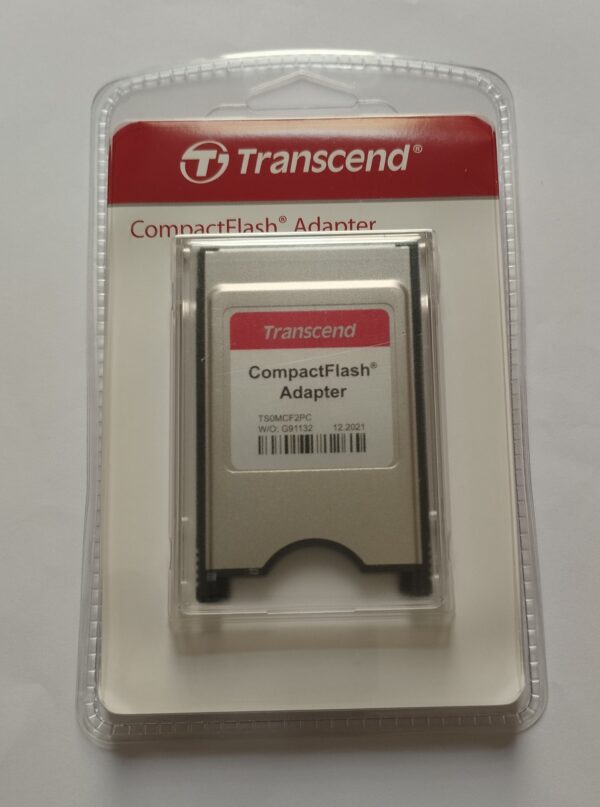 Transcend®
CompactFlash® Adapter
Transcend
CompactFlash®
Adapter
TS0MCF2PC
W/O: G91132 12.2021